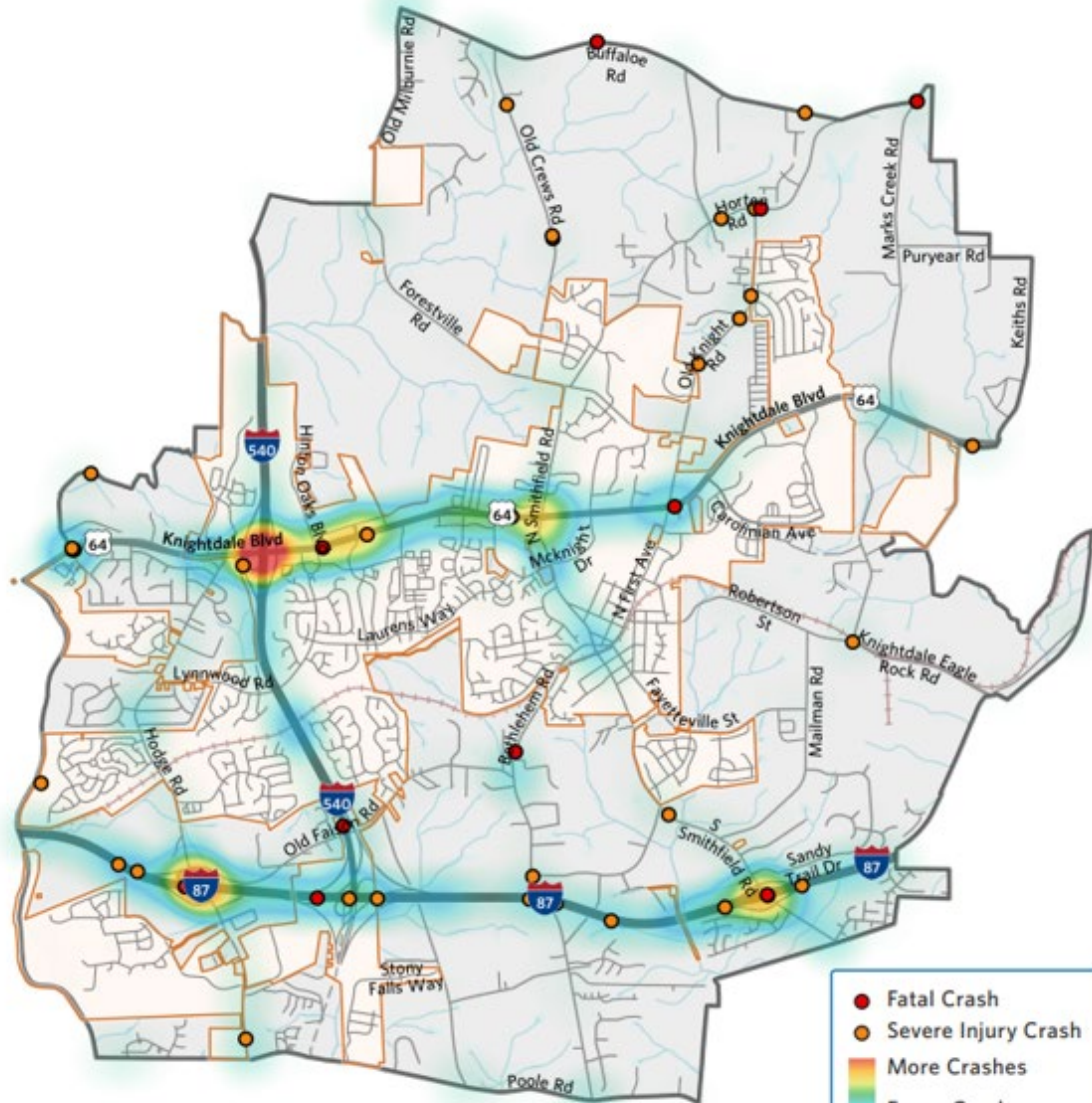 Old Milburnie Rd
Buffaloe
Rd
Old Crews Rd
Marks Creek Rd
Horton
Rd
Puryear Rd
Keiths Rd
Forestville
Rd
Old Knight
Rd
Knightdale Blvd
64
540
Hinton Oaks Blvd
N Smithfield Rd
64
64
Knightdale Blvd
Mcknight
Dr
Carolman Ave
N First Ave
Laurens Way
Robertson
St
Knightdale Eagle
Rock Rd
Lynnwood Rd
Mailman Rd
Fayetteville St
Bethlehem Rd
Hodge Rd
540
Old Faison Rd
S
Smithfield Rd
Sandy
Trail Dr
87
87
87
Stony
Falls Way
Poole Rd
Fatal Crash
Severe Injury Crash
More Crashes